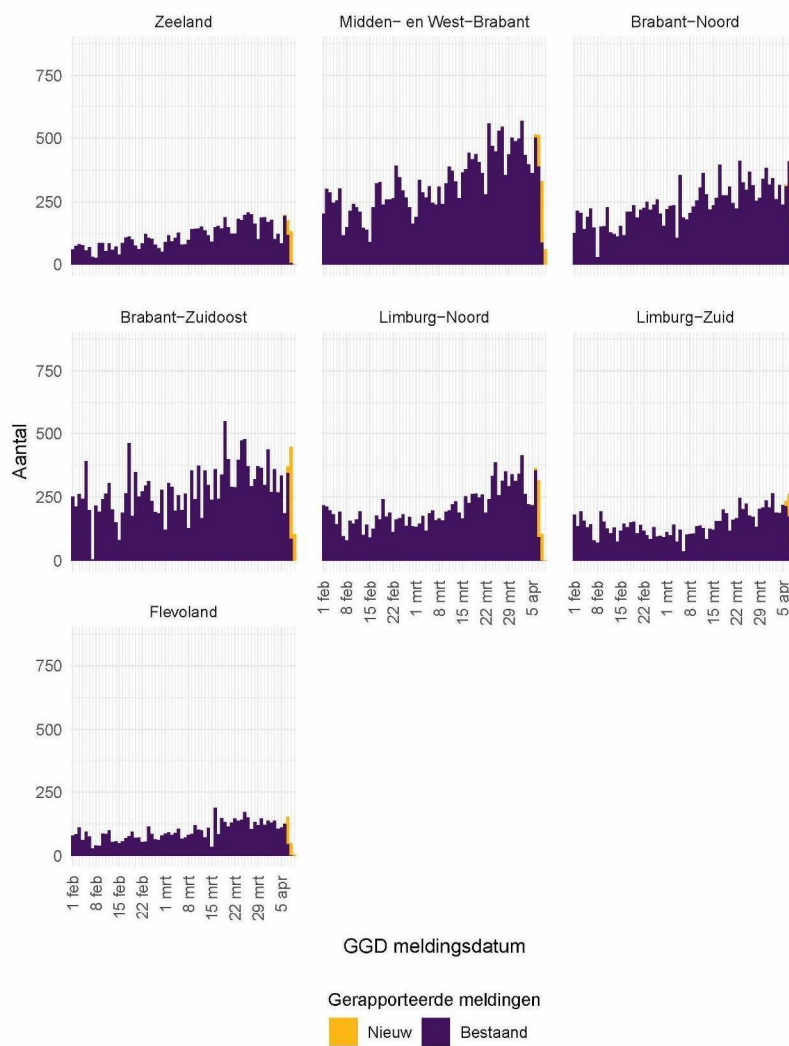 Zeeland
Midden- en West-Brabant
Brabant-Noord
750
500
250
0
Brabant-Zuidoost
Limburg-Noord
Limburg-Zuid
750
500
250
0
Aantal
1 feb
8 feb
15 feb
22 feb
1 mrt
8 mrt
15 mrt
22 mrt
29 mrt
5 apr
1 feb
8 feb
15 feb
22 feb
1 mrt
8 mrt
15 mrt
22 mrt
29 mrt
5 apr
Flevoland
750
500
250
0
1 feb
8 feb
15 feb
22 feb
1 mrt
8 mrt
15 mrt
22 mrt
29 mrt
5 apr
GGD meldingsdatum
Gerapporteerde meldingen
Nieuw
Bestaand